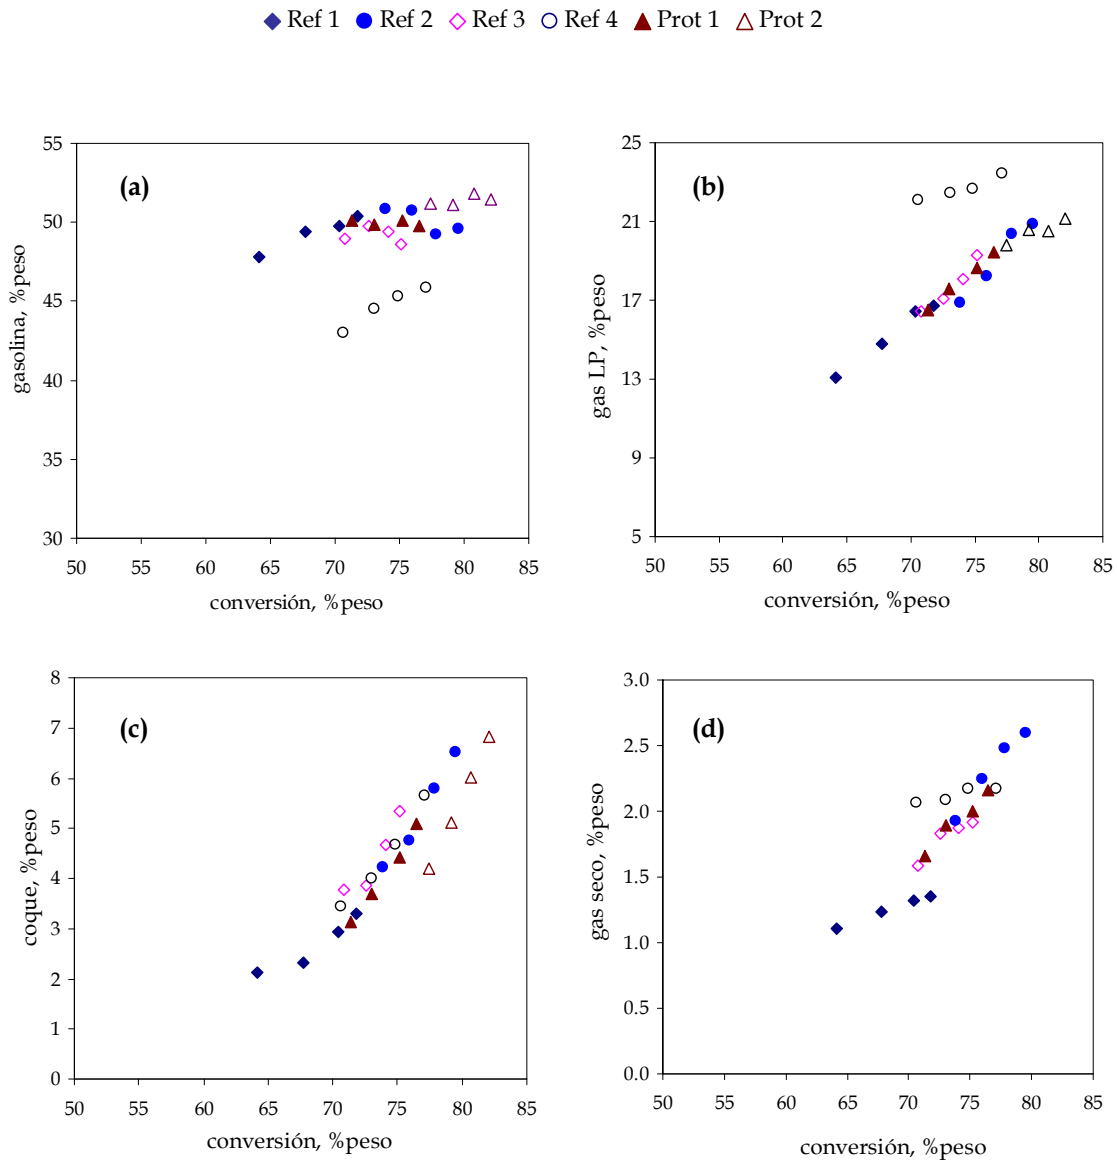 Ref 1 Ref 2 Ref 3 Ref 4 Prot 1 Prot 2
(a)
gasolina, %peso
55
50
45
40
35
30
50 55 60 65 70 75 80 85
conversión, %peso
(b)
gas LP, %peso
25
21
17
13
9
5
50 55 60 65 70 75 80 85
conversión, %peso
(c)
coque, %peso
8
7
6
5
4
3
2
1
0
50 55 60 65 70 75 80 85
conversión, %peso
(d)
gas seco, %peso
3.0
2.5
2.0
1.5
1.0
0.5
0.0
50 55 60 65 70 75 80 85
conversión, %peso